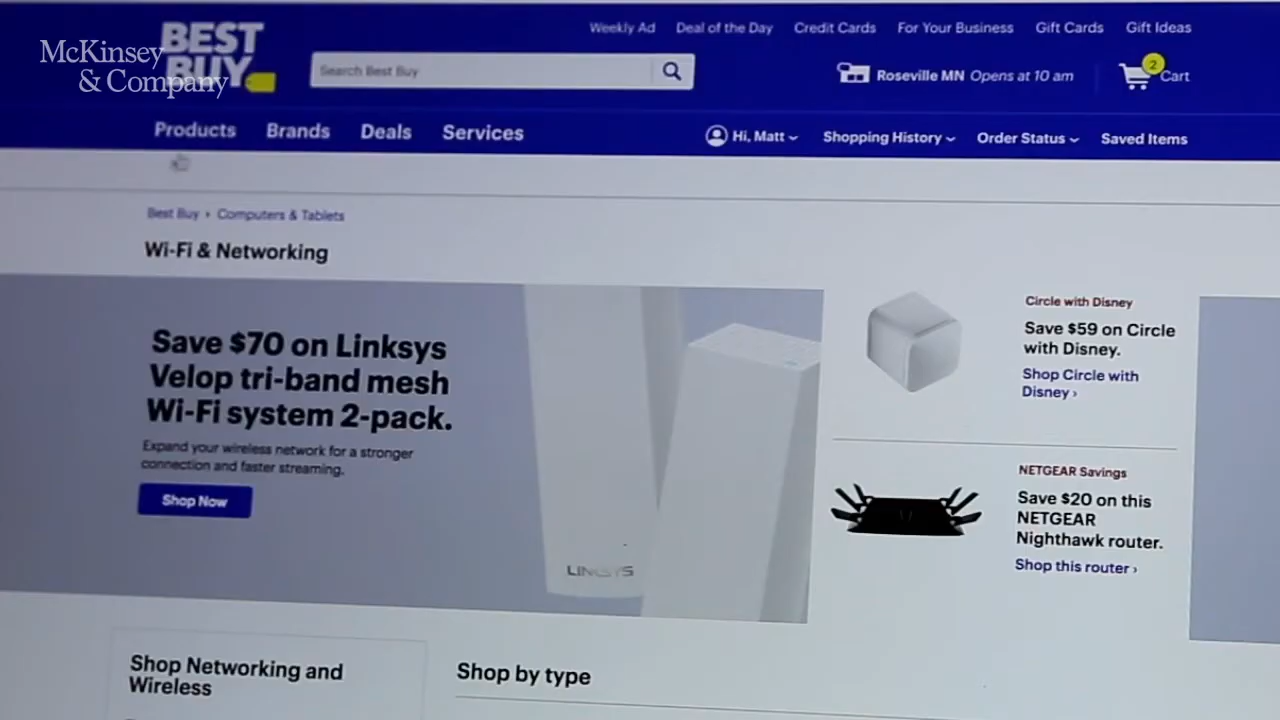 McKinsey
& Company
BEST
BUY
Weekly Ad Deal of the Day Credit Cards For Your Business Gift Cards Gift Ideas
Search Best Buy
Roseville MN Opens at 10 am
2
Cart
Products Brands Deals Services
Hi, Matt Shopping History Order Status Saved Items
Best Buy › Computers & Tablets
Wi-Fi & Networking
Save $70 on Linksys
Velop tri-band mesh
Wi-Fi system 2-pack.
Expand your wireless network for a stronger
connection and faster streaming.
Shop Now
LINKSYS
Circle with Disney
Save $59 on Circle
with Disney.
Shop Circle with
Disney ›
NETGEAR Savings
Save $20 on this
NETGEAR
Nighthawk router.
Shop this router ›
Shop Networking and
Wireless
Shop by type